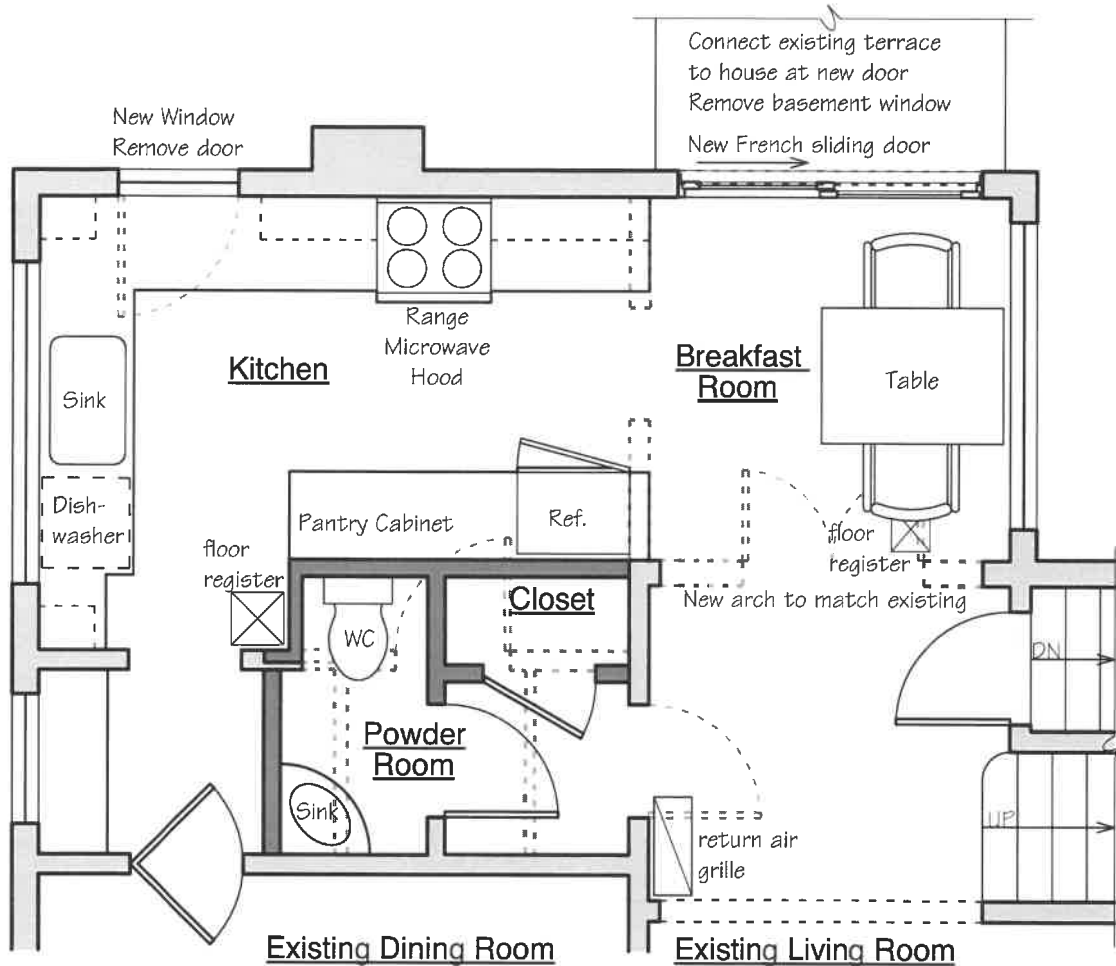 Connect existing terrace
to house at new door
Remove basement window
New Window
Remove door
New French sliding door
Range
Microwave
Hood
Kitchen
Breakfast
Room
Table
Sink
Dish-
washer
Pantry Cabinet
Ref.
floor
register
floor
register
Closet
New arch to match existing
WC
DN
Powder
Room
Sink
UP
return air
grille
Existing Dining Room
Existing Living Room